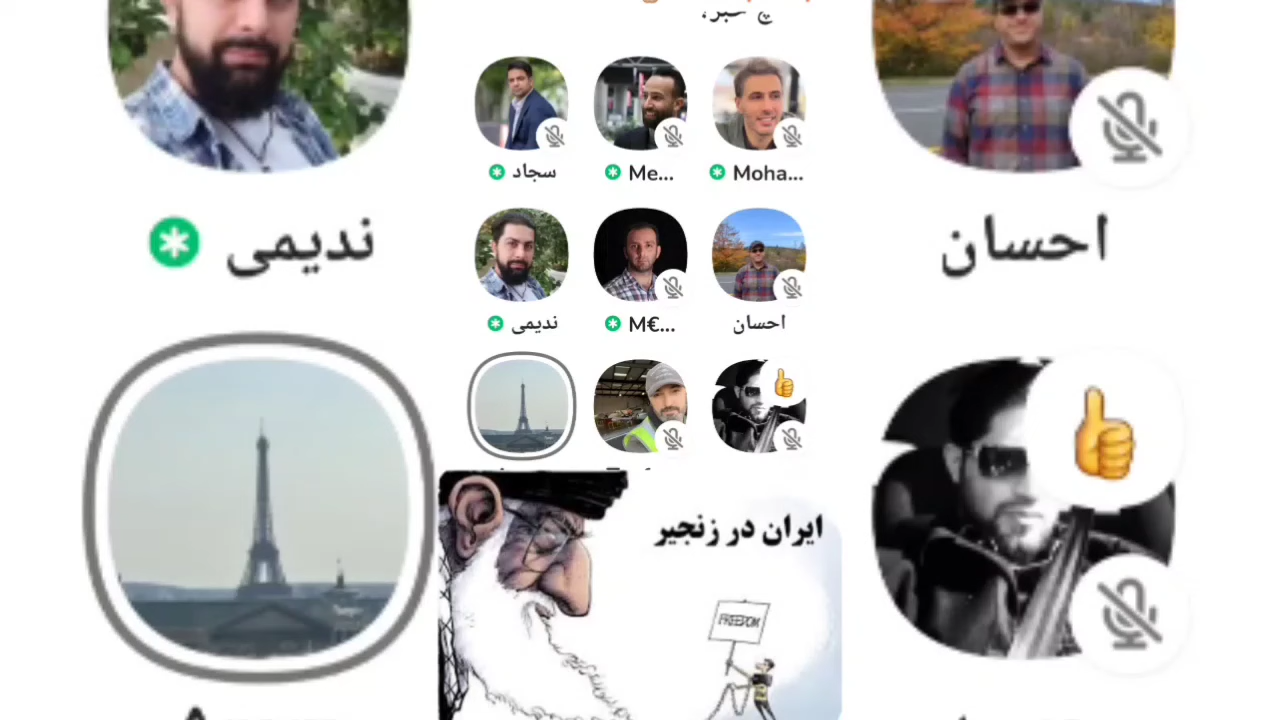 سجاد
Me...
Moha...
ندیمی
M€...
احسان
ندیمی
احسان
ایران در زنجیر
FREEDOM